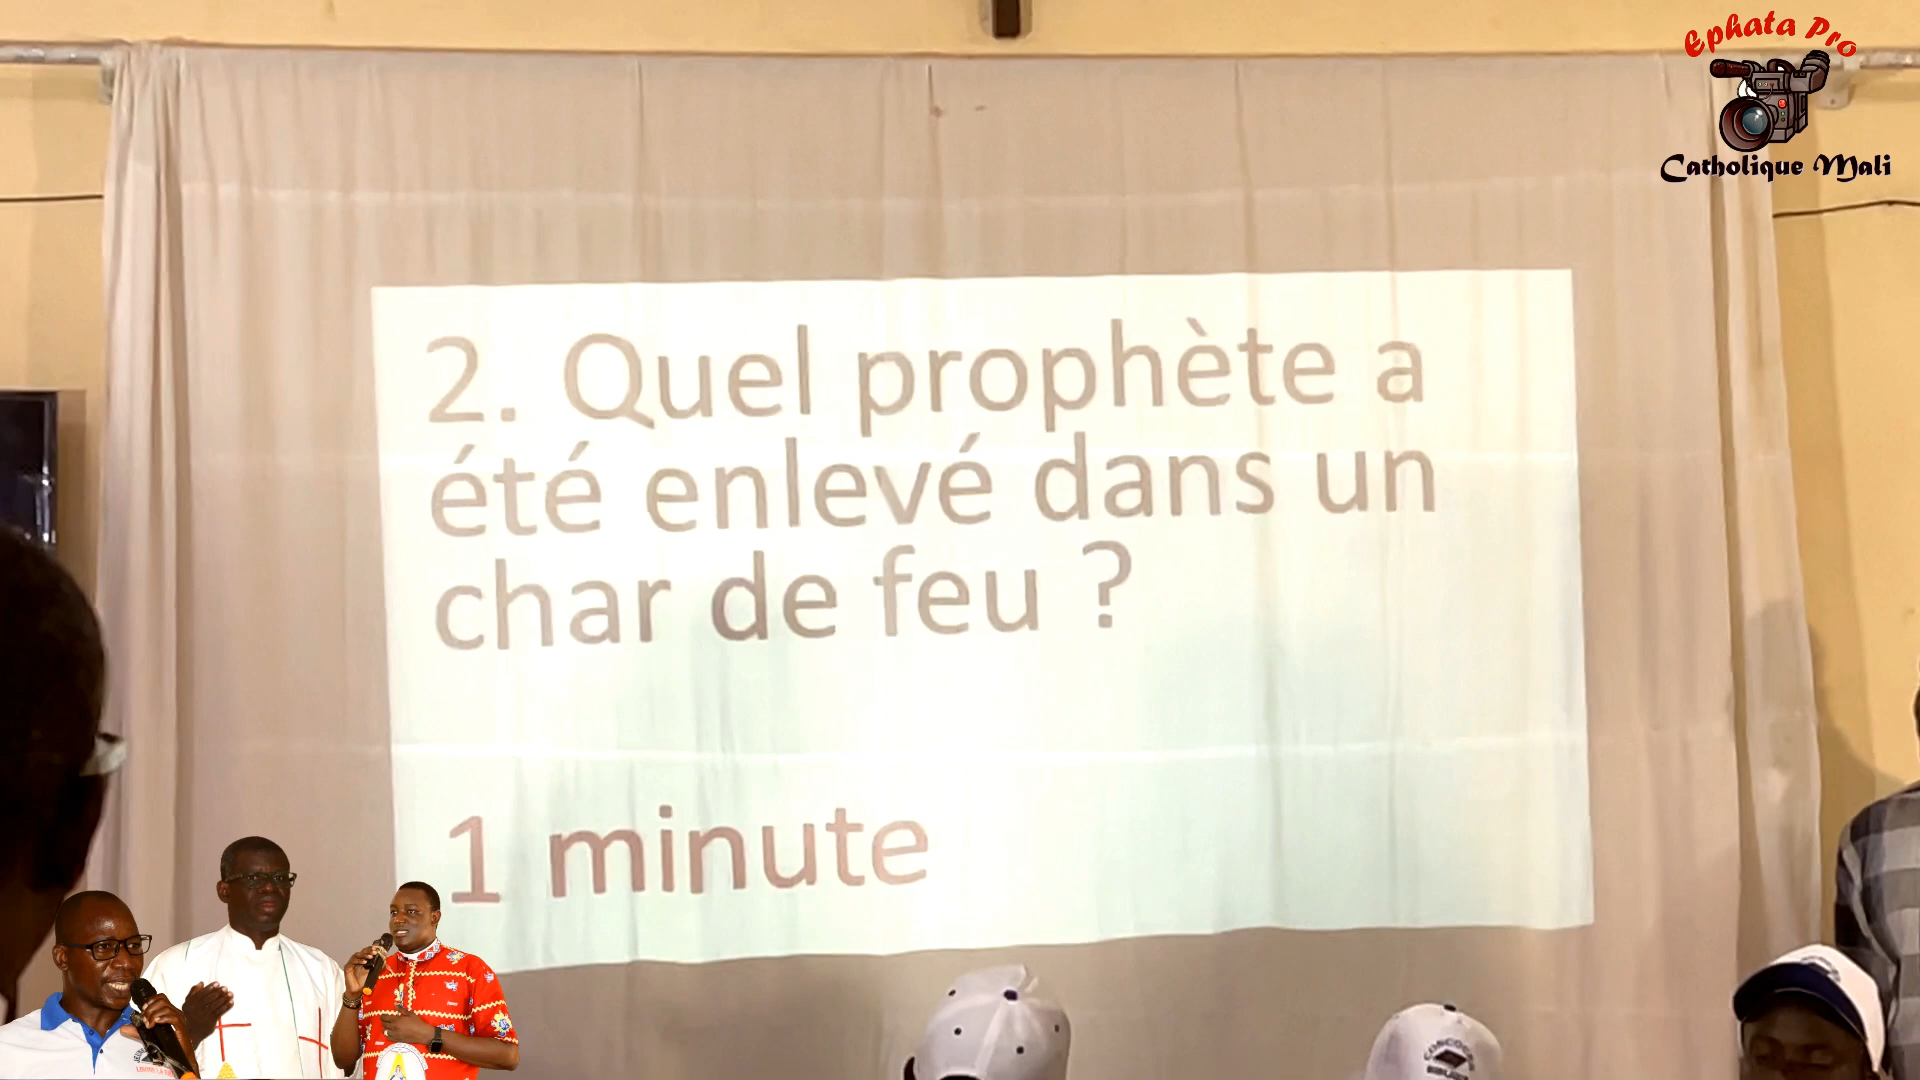 Ephata Pro
Catholique Mali
2. Quel prophète a
été enlevé dans un
char de feu ?
1 minute